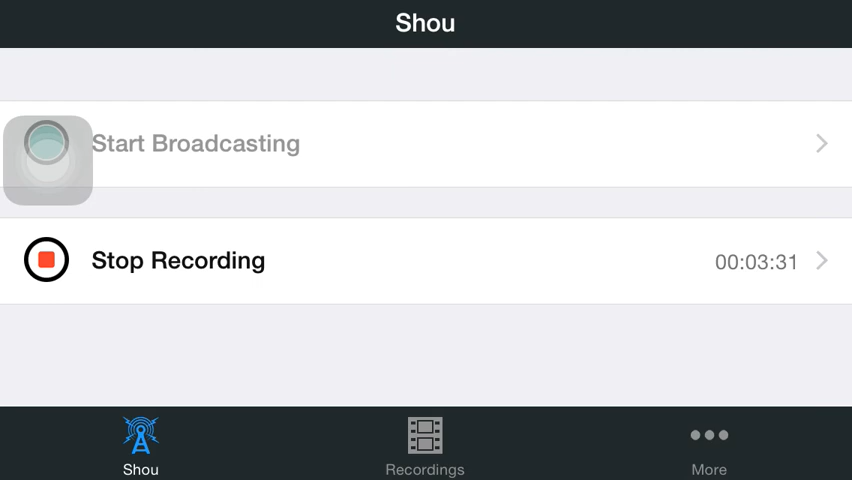 Shou
Start Broadcasting
Stop Recording 00:03:31
Shou Recordings More